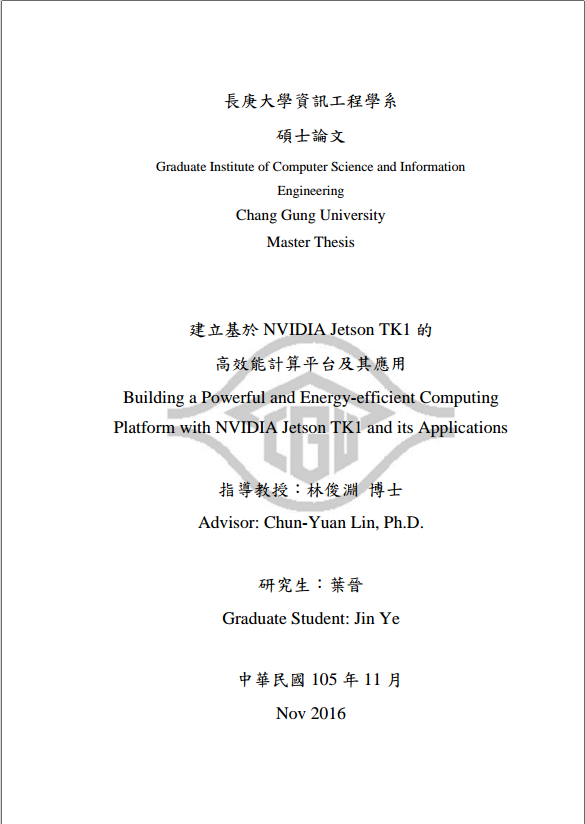 長庚大學資訊工程學系
碩士論文
Graduate Institute of Computer Science and Information
Engineering
Chang Gung University
Master Thesis
建立基於 NVIDIA Jetson TK1 的
高效能計算平台及其應用
Building a Powerful and Energy-efficient Computing
Platform with NVIDIA Jetson TK1 and its Applications
CGU
指導教授：林俊淵 博士
Advisor: Chun-Yuan Lin, Ph.D.
研究生：葉晉
Graduate Student: Jin Ye
中華民國 105 年 11 月
Nov 2016